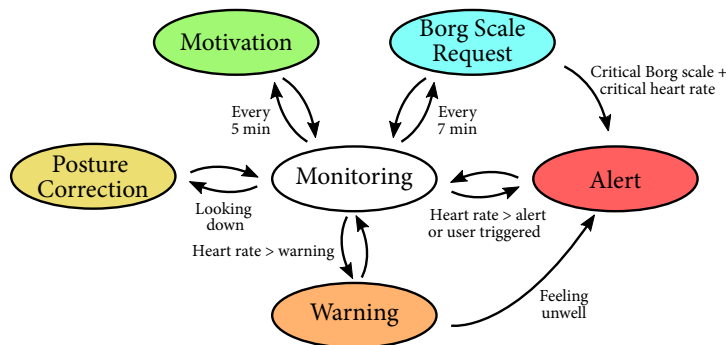 Motivation
Borg Scale
Request
Critical Borg scale +
critical heart rate
Every
5 min
Every
7 min
Posture
Correction
Monitoring
Alert
Looking
down
Heart rate > alert
or user triggered
Heart rate > warning
Warning
Feeling
unwell